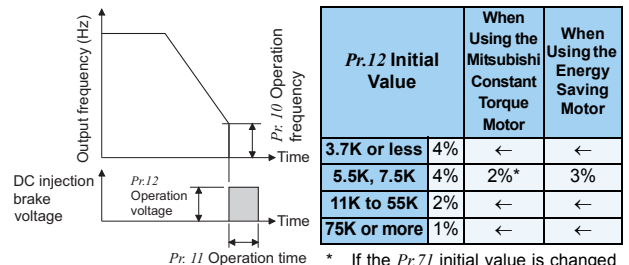 Output frequency (Hz)
Pr. 10 Operation
frequency
Time
DC injection
brake
voltage
Pr.12
Operation
voltage
Time
Pr. 11 Operation time
Pr.12 Initial
Value
When
Using the
Mitsubishi
Constant
Torque
Motor
When
Using the
Energy
Saving
Motor
3.7K or less 4% ← ←
5.5K, 7.5K 4% 2%* 3%
11K to 55K 2% ← ←
75K or more 1% ← ←
* If the Pr.71 initial value is changed